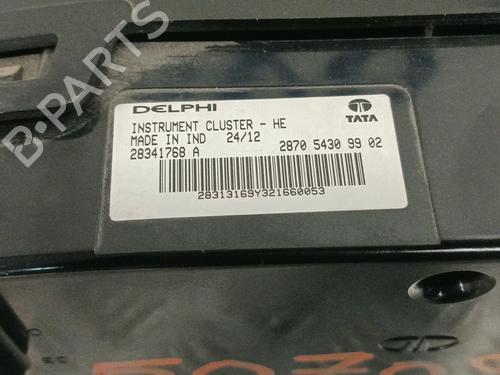 B-PARTS
DELPHI
TATA
INSTRUMENT CLUSTER - HE
MADE IN IND 24/12
28341768 A
2870 5430 99 02
28313169Y321660053